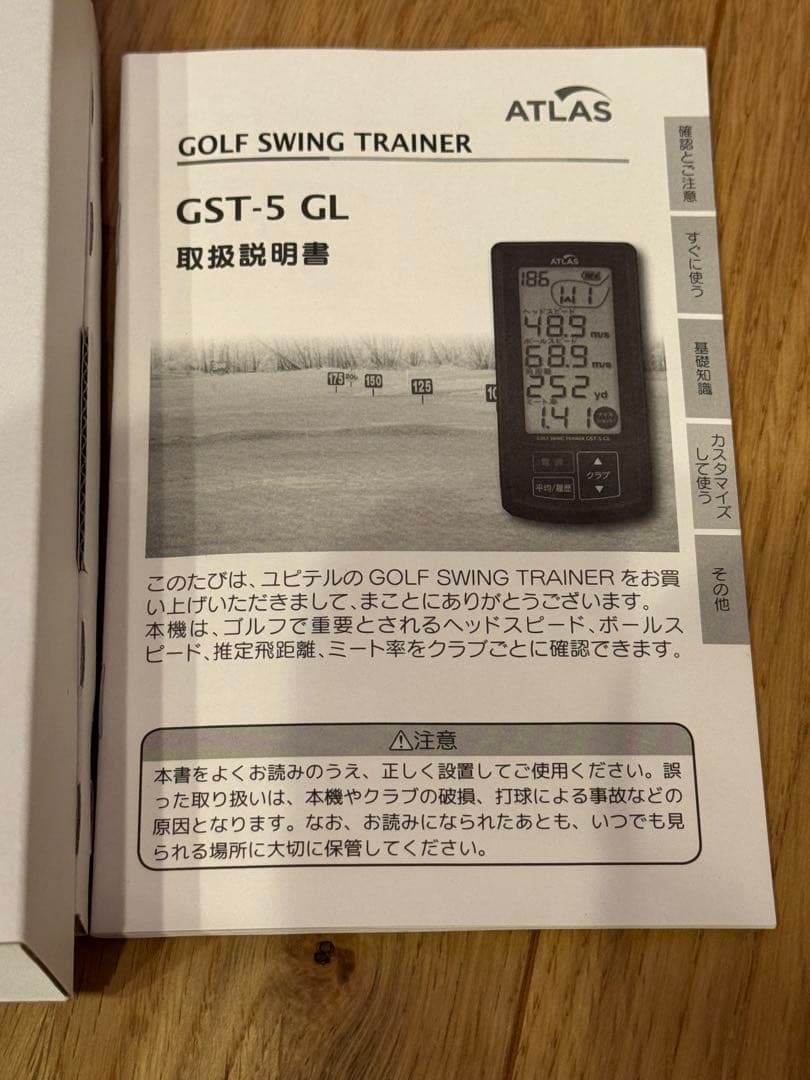 ATLAS
GOLF SWING TRAINER
GST-5 GL
取扱説明書
確認とご注意
すぐに使う
基礎知識
カスタマイズ
して使う
その他
175
150
125
ATLAS
186
ヘッドスピード
48.9 m/s
ボールスピード
68.9 m/s
252 yd
ミート率
1.41
GOLF SWING TRAINER GST-5 GL
電源
▲
クラブ
▼
平均/履歴
このたびは、ユピテルの GOLF SWING TRAINER をお買
い上げいただきまして、まことにありがとうございます。
本機は、ゴルフで重要とされるヘッドスピード、ボールス
ピード、推定飛距離、ミート率をクラブごとに確認できます。
⚠注意
本書をよくお読みのうえ、正しく設置してご使用ください。誤
った取り扱いは、本機やクラブの破損、打球による事故などの
原因となります。なお、お読みになられたあとも、いつでも見
られる場所に大切に保管してください。